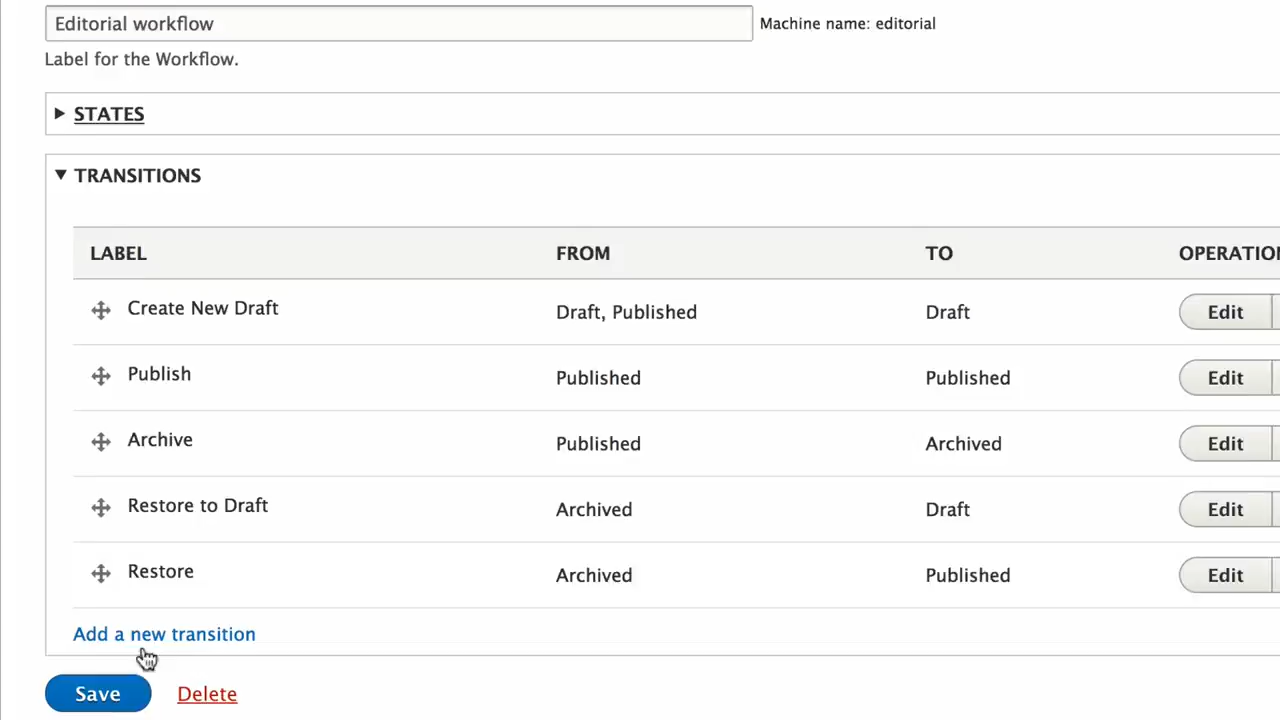 Editorial workflow Machine name: editorial
Label for the Workflow.
STATES
TRANSITIONS
LABEL FROM TO OPERATION
Create New Draft Draft, Published Draft Edit
Publish Published Published Edit
Archive Published Archived Edit
Restore to Draft Archived Draft Edit
Restore Archived Published Edit
Add a new transition
Save Delete